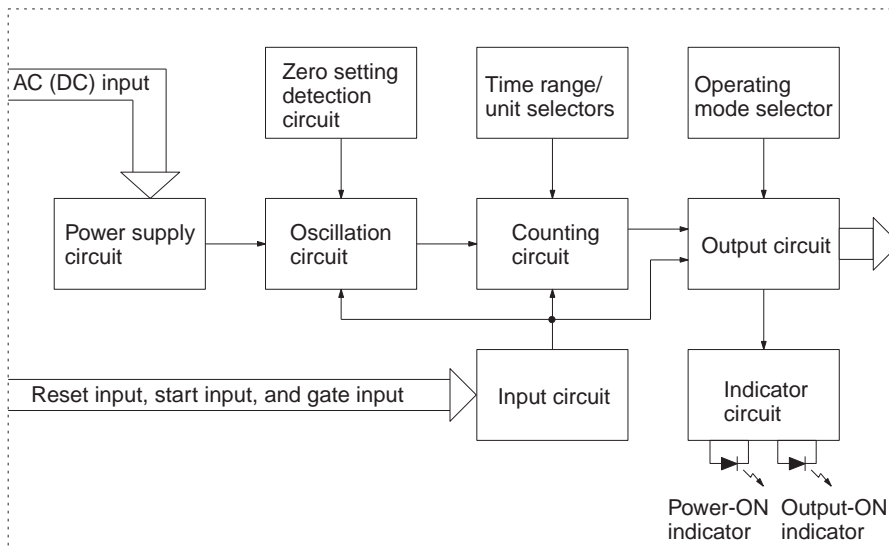 AC (DC) input
Zero setting
detection
circuit
Time range/
unit selectors
Operating
mode selector
Power supply
circuit
Oscillation
circuit
Counting
circuit
Output circuit
Reset input, start input, and gate input
Input circuit
Indicator
circuit
Power-ON
indicator
Output-ON
indicator